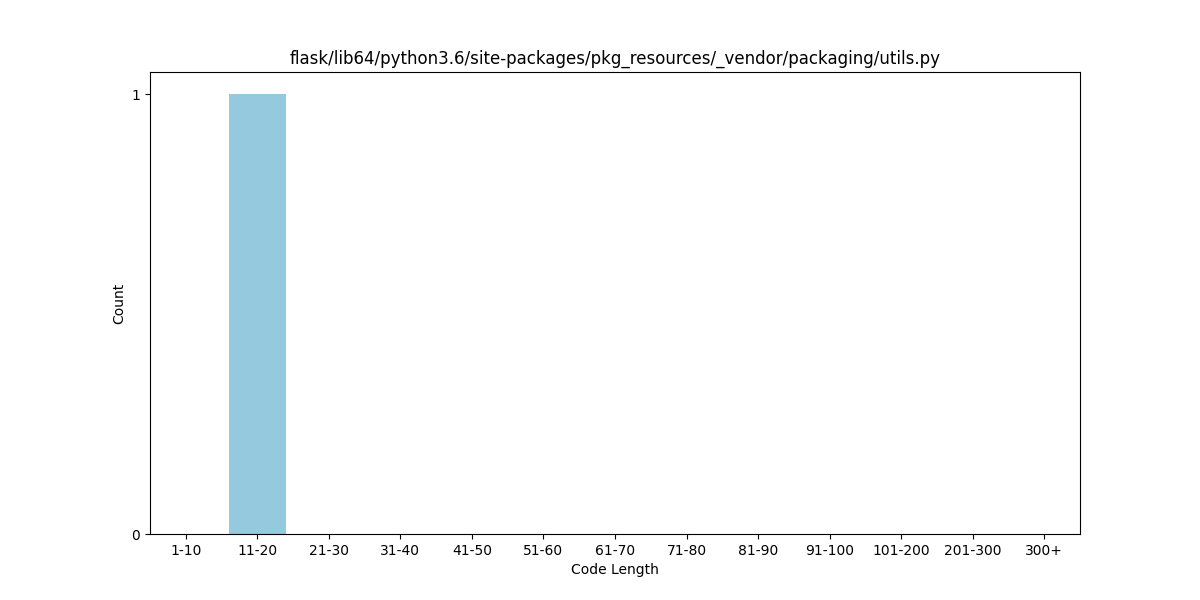 flask/lib64/python3.6/site-packages/pkg_resources/_vendor/packaging/utils.py
1
Count
0
1-10 11-20 21-30 31-40 41-50 51-60 61-70 71-80 81-90 91-100 101-200 201-300 300+
Code Length